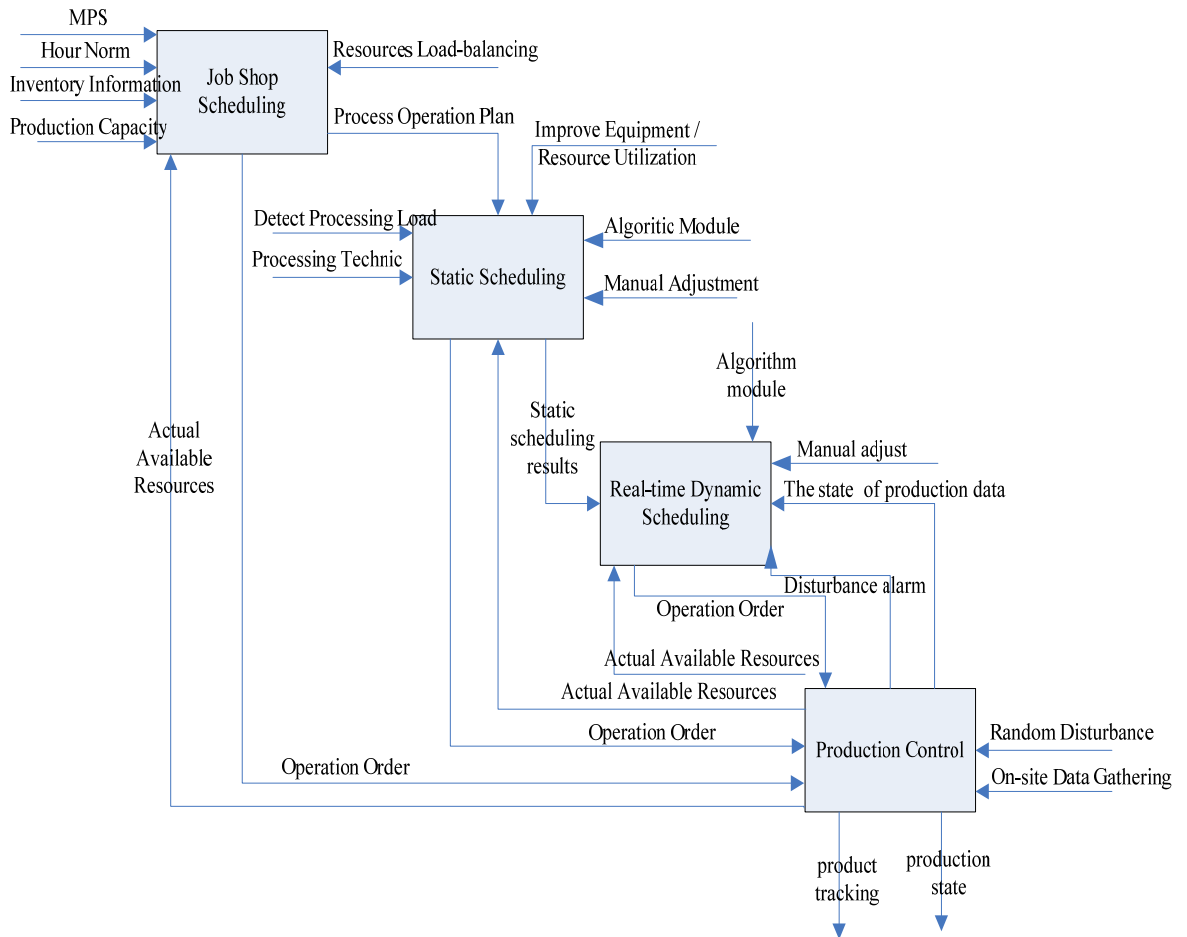 MPS
Hour Norm
Inventory Information
Production Capacity
Job Shop
Scheduling
Resources Load-balancing
Process Operation Plan
Improve Equipment /
Resource Utilization
Detect Processing Load
Processing Technic
Static Scheduling
Algoritic Module
Manual Adjustment
Algorithm
module
Static
scheduling
results
Actual
Available
Resources
Real-time Dynamic
Scheduling
Manual adjust
The state of production data
Disturbance alarm
Operation Order
Actual Available Resources
Actual Available Resources
Operation Order
Operation Order
Production Control
Random Disturbance
On-site Data Gathering
product
tracking
production
state